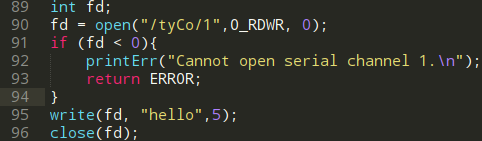 89 int fd;
90 fd = open("/tyCo/1",O_RDWR, 0);
91 if (fd < 0){
92 printErr("Cannot open serial channel 1.\n");
93 return ERROR;
94 }
95 write(fd, "hello",5);
96 close(fd);